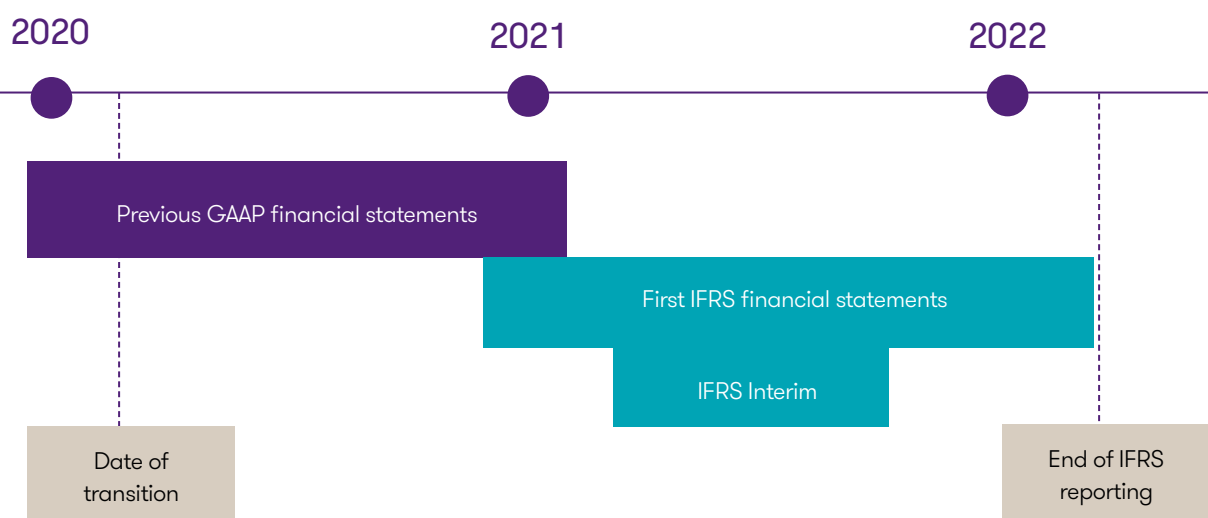 2020
2021
2022
Previous GAAP financial statements
First IFRS financial statements
IFRS Interim
Date of
transition
End of IFRS
reporting